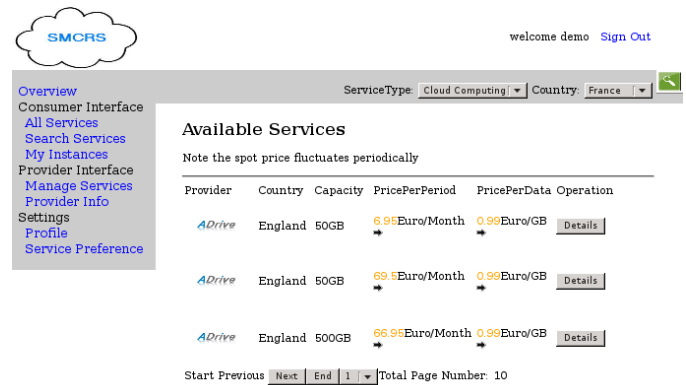 SMCRS
welcome demo Sign Out
ServiceType: Cloud Computing Country: France
Overview
Consumer Interface
All Services
Search Services
My Instances
Provider Interface
Manage Services
Provider Info
Settings
Profile
Service Preference
Available Services
Note the spot price fluctuates periodically
Provider Country Capacity PricePerPeriod PricePerData Operation
ADrive England 50GB 6.95Euro/Month 0.99Euro/GB Details
ADrive England 50GB 69.5Euro/Month 0.99Euro/GB Details
ADrive England 500GB 66.95Euro/Month 0.99Euro/GB Details
Start Previous Next End 1 Total Page Number: 10